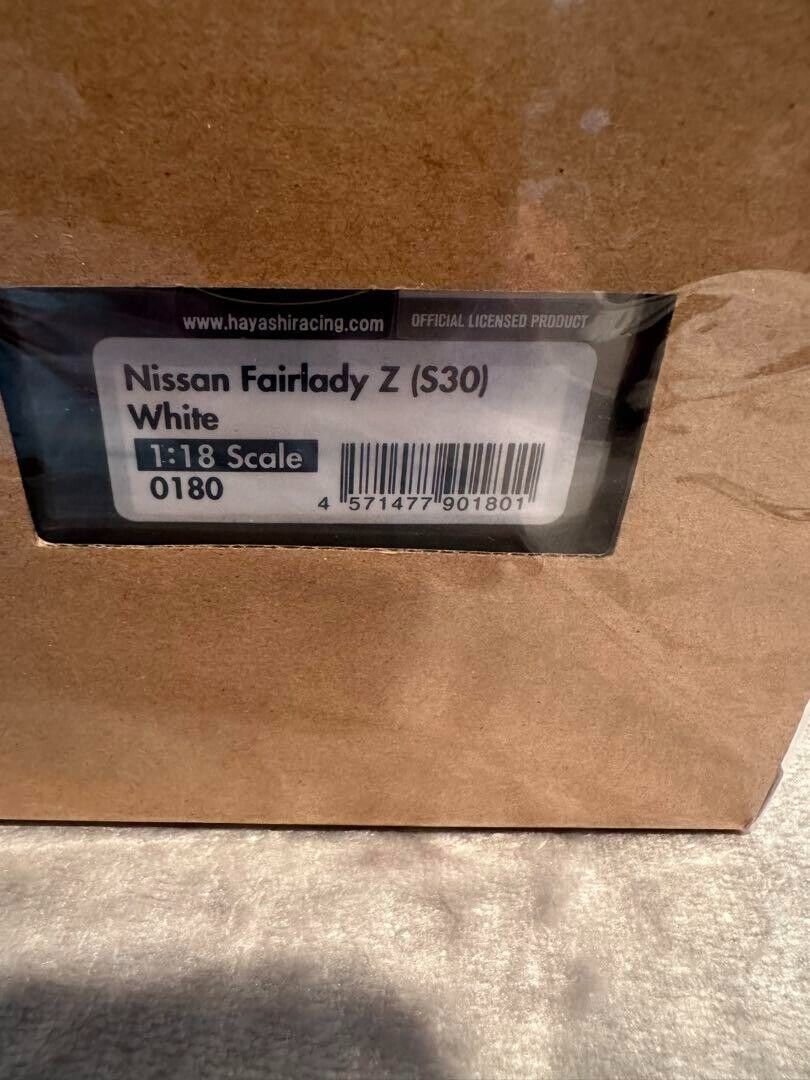 www.hayashiracing.com
OFFICIAL LICENSED PRODUCT
Nissan Fairlady Z (S30)
White
1:18 Scale
0180
4 571477 901801